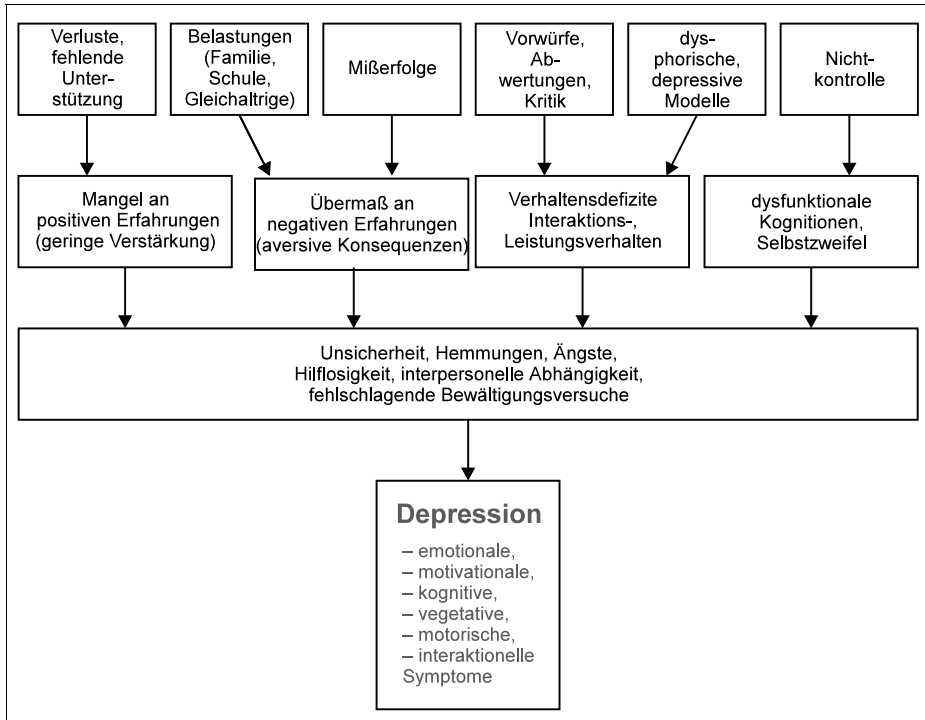 Verluste,
fehlende
Unter-
stützung
Belastungen
(Familie,
Schule,
Gleichaltrige)
Mißerfolge
Vorwürfe,
Ab-
wertungen,
Kritik
dys-
phorische,
depressive
Modelle
Nicht-
kontrolle
Mangel an
positiven Erfahrungen
(geringe Verstärkung)
Übermaß an
negativen Erfahrungen
(aversive Konsequenzen)
Verhaltensdefizite
Interaktions-,
Leistungsverhalten
dysfunktionale
Kognitionen,
Selbstzweifel
Unsicherheit, Hemmungen, Ängste,
Hilflosigkeit, interpersonelle Abhängigkeit,
fehlschlagende Bewältigungsversuche
Depression
– emotionale,
– motivationale,
– kognitive,
– vegetative,
– motorische,
– interaktionelle
Symptome